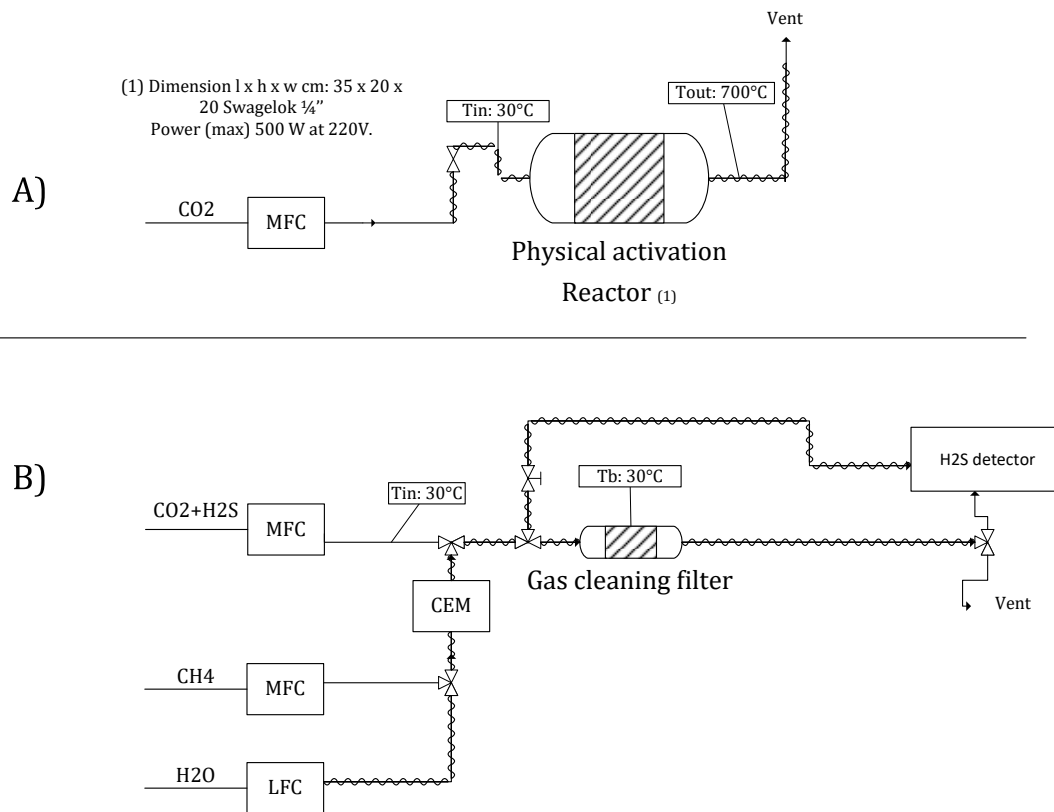 Vent
(1) Dimension l x h x w cm: 35 x 20 x
20 Swagelok ¼”
Power (max) 500 W at 220V.
Tin: 30°C
Tout: 700°C
A)
CO2
MFC
Physical activation
Reactor (1)
B)
H2S detector
Tb: 30°C
Tin: 30°C
CO2+H2S
MFC
Gas cleaning filter
CEM
Vent
CH4
MFC
H2O
LFC